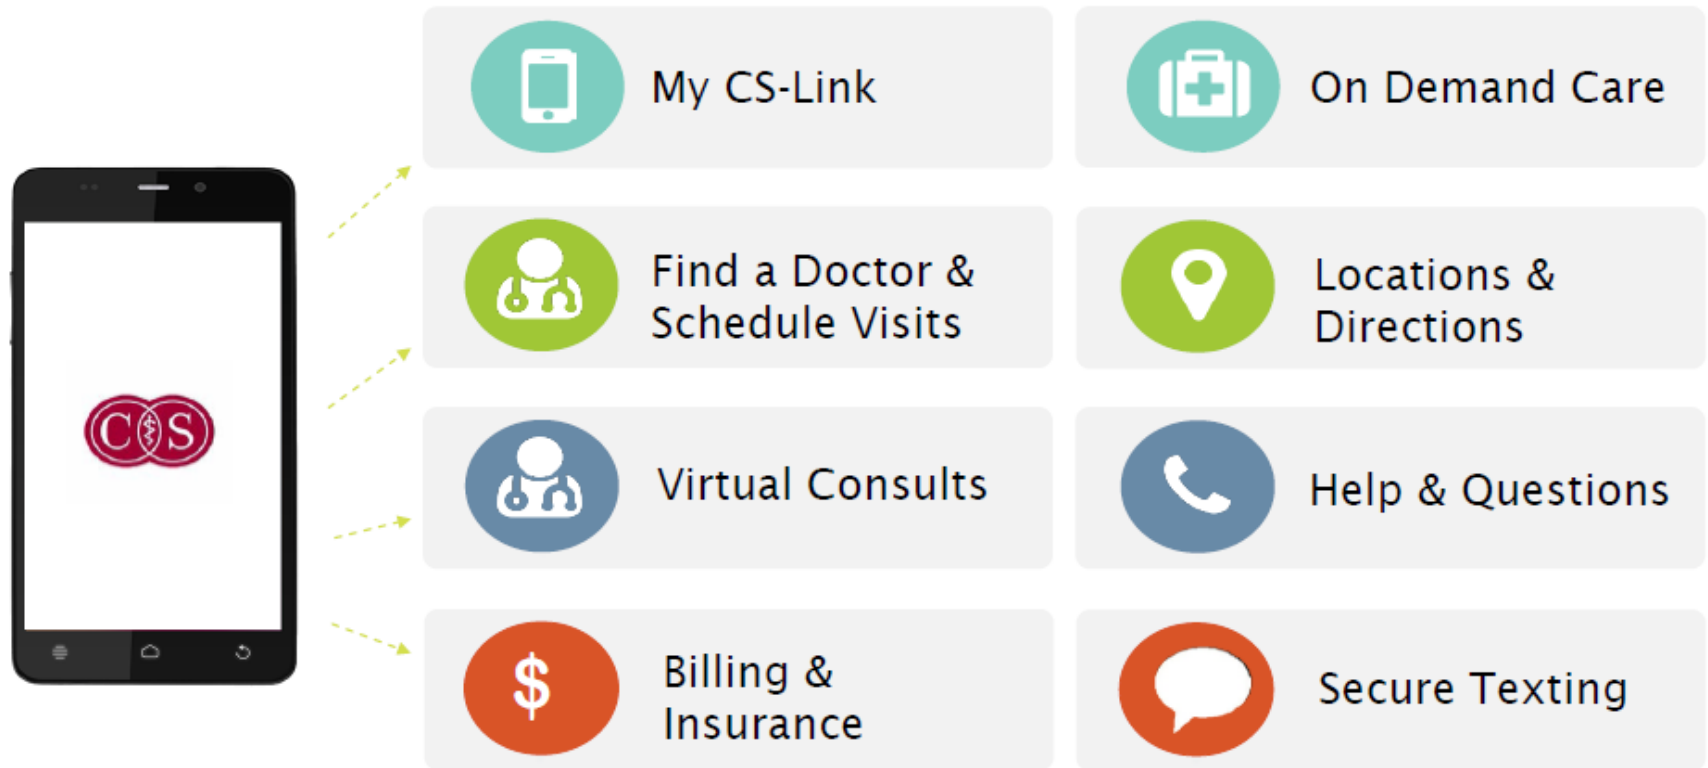 My CS-Link
On Demand Care
Find a Doctor &
Schedule Visits
Locations &
Directions
CS
Virtual Consults
Help & Questions
$
Billing &
Insurance
Secure Texting